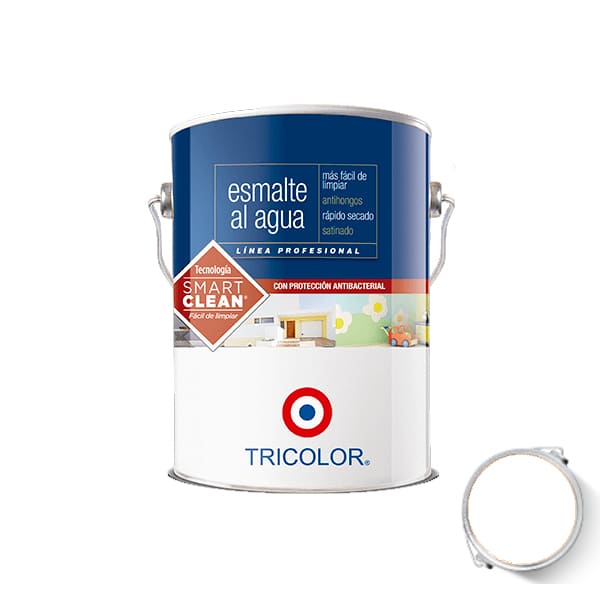 esmalte
al agua
más fácil de
limpiar
antihongos
rápido secado
satinado
LÍNEA PROFESIONAL
Tecnología
SMART
CLEAN®
Fácil de limpiar
CON PROTECCIÓN ANTIBACTERIAL
TRICOLOR®